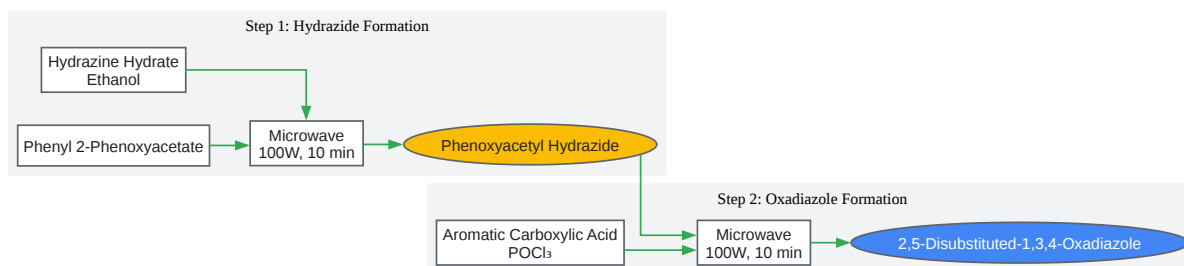 Step 1: Hydrazide Formation
Hydrazine Hydrate
Ethanol
Phenyl 2-Phenoxyacetate
Microwave
100W, 10 min
Phenoxyacetyl Hydrazide
Step 2: Oxadiazole Formation
Aromatic Carboxylic Acid
POCl₃
Microwave
100W, 10 min
2,5-Disubstituted-1,3,4-Oxadiazole